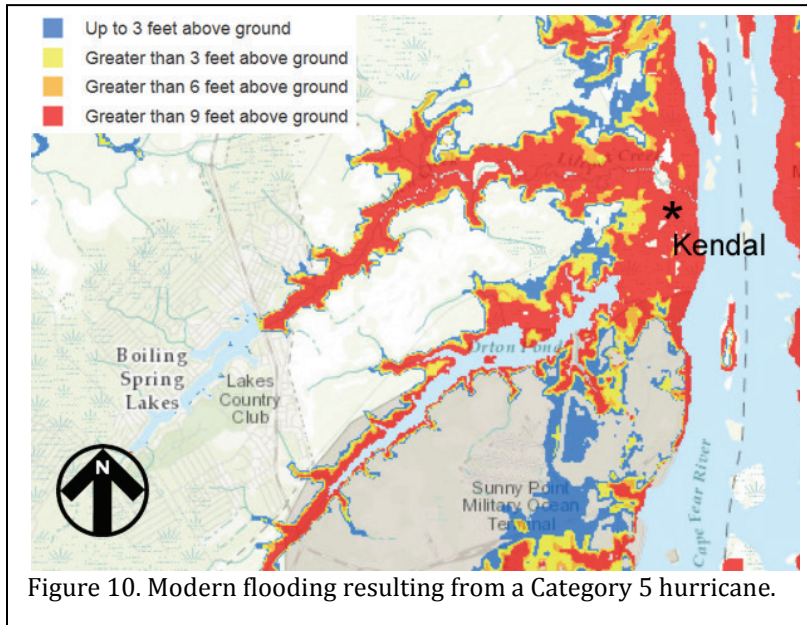 Up to 3 feet above ground
Greater than 3 feet above ground
Greater than 6 feet above ground
Greater than 9 feet above ground
Creek
*
Kendal
Orton Pond
Boiling
Spring
Lakes
Lakes
Country
Club
N
Sunny Point
Military Ocean
Terminal
Cape Fear River
M
Figure 10. Modern flooding resulting from a Category 5 hurricane.